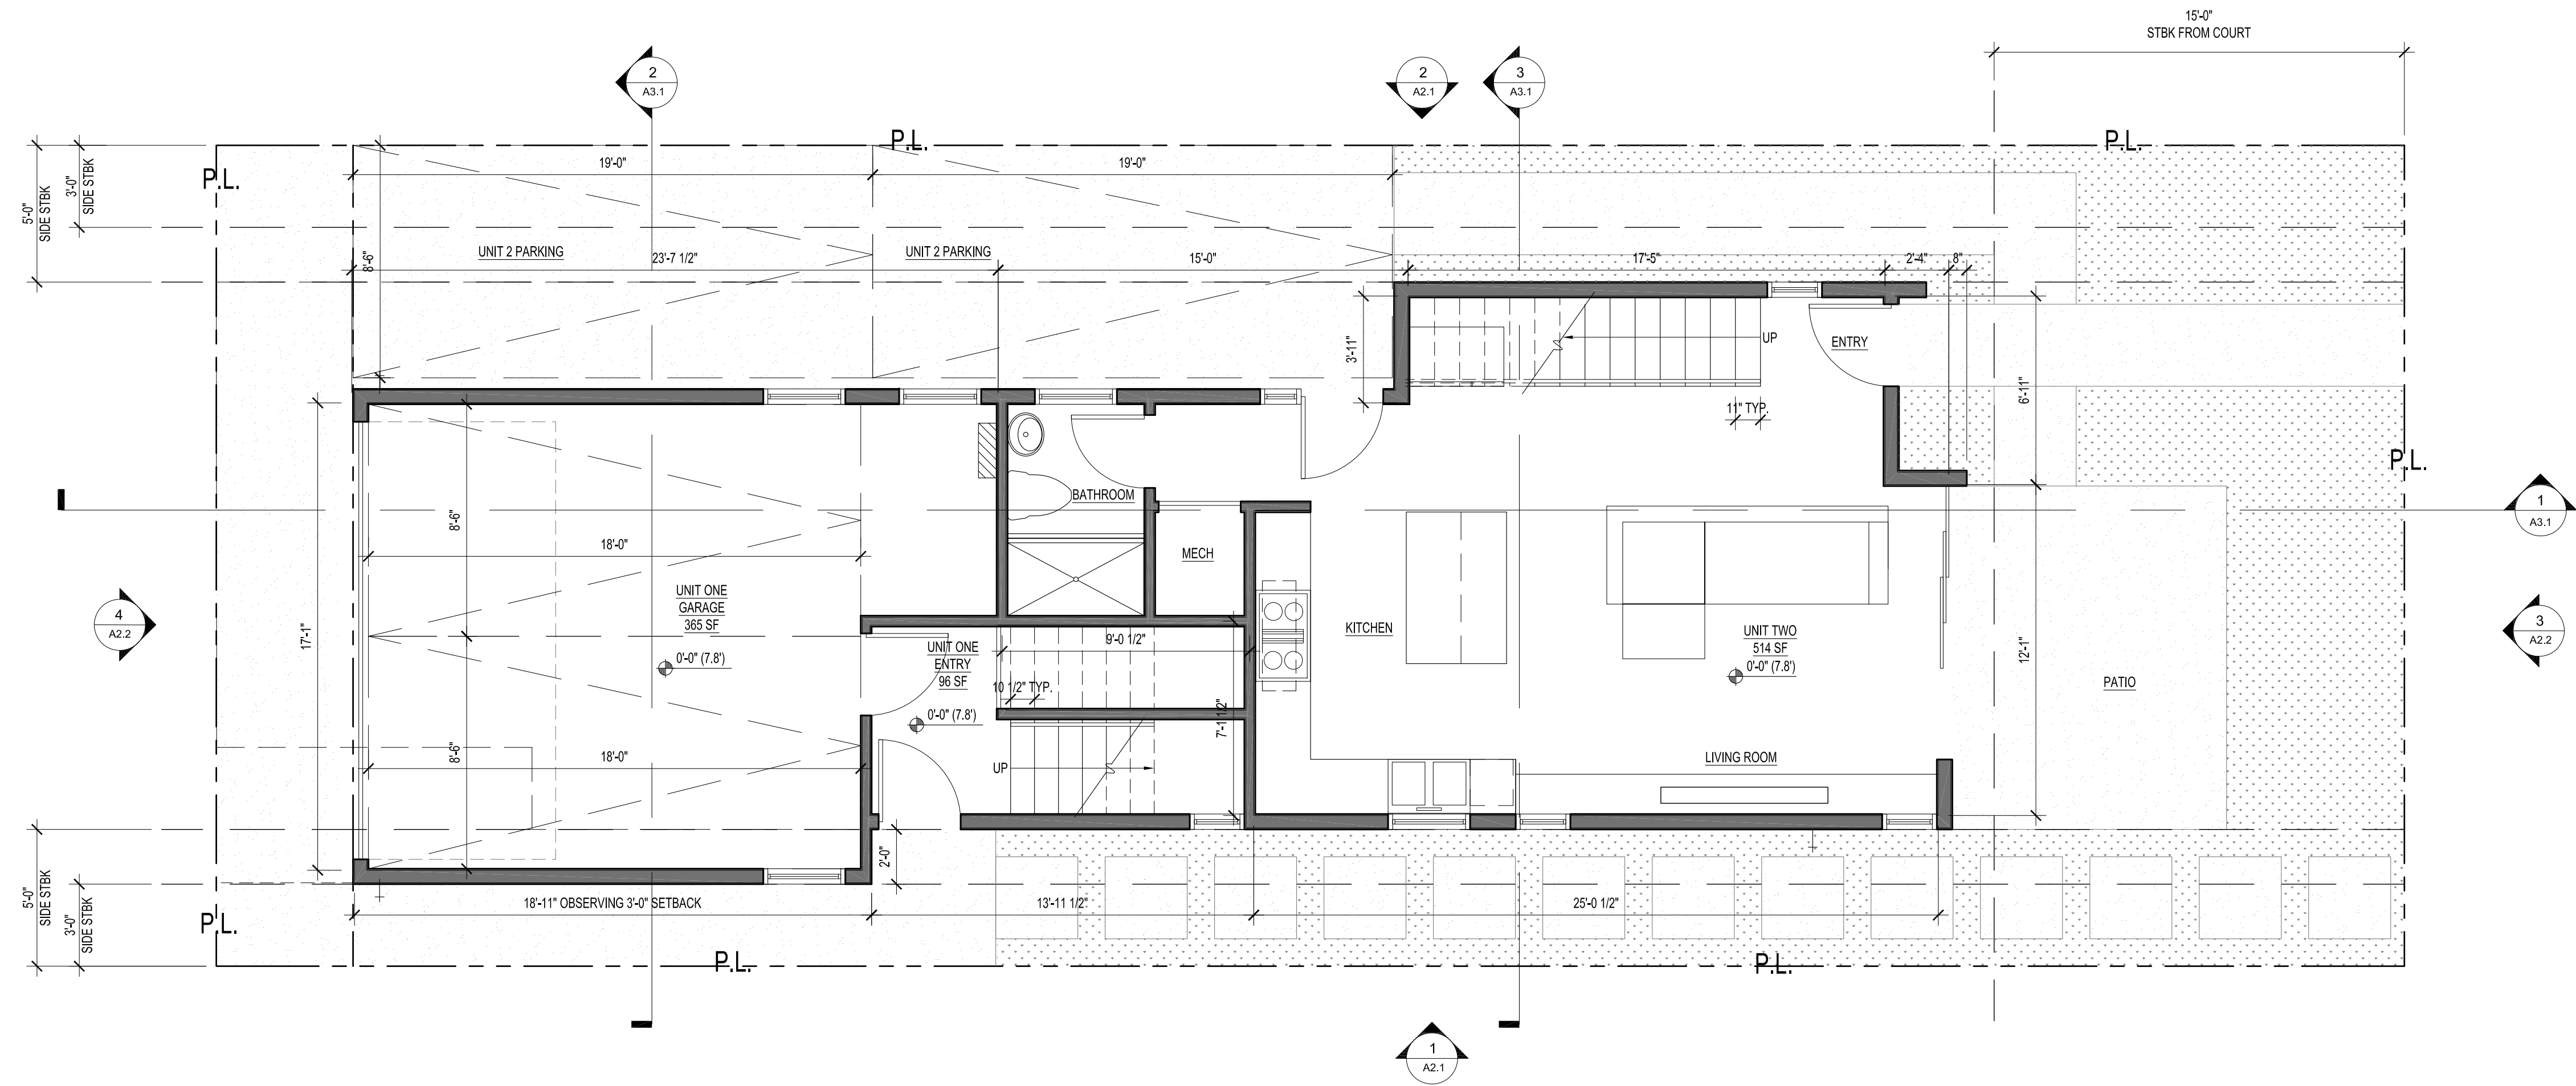 15'-0"
STBK FROM COURT
2
A3.1
2
A2.1
3
A3.1
P.L.
P.L.
P.L.
5'-0"
SIDE STBK
3'-0"
SIDE STBK
19'-0"
19'-0"
UNIT 2 PARKING
UNIT 2 PARKING
8'-6"
23'-7 1/2"
15'-0"
17'-5"
2'-4"
8"
3'-11"
UP
ENTRY
6'-11"
11" TYP.
P.L.
BATHROOM
8'-6"
1
A3.1
18'-0"
MECH
4
A2.2
17'-1"
UNIT ONE
GARAGE
365 SF
0'-0" (7.8')
UNIT ONE
ENTRY
96 SF
9'-0 1/2"
10 1/2" TYP.
0'-0" (7.8')
7'-1 1/2"
KITCHEN
UNIT TWO
514 SF
0'-0" (7.8')
12'-1"
3
A2.2
PATIO
8'-6"
18'-0"
UP
LIVING ROOM
2'-0"
5'-0"
SIDE STBK
3'-0"
SIDE STBK
18'-11" OBSERVING 3'-0" SETBACK
13'-11 1/2"
25'-0 1/2"
P.L.
P.L.
P.L.
1
A2.1